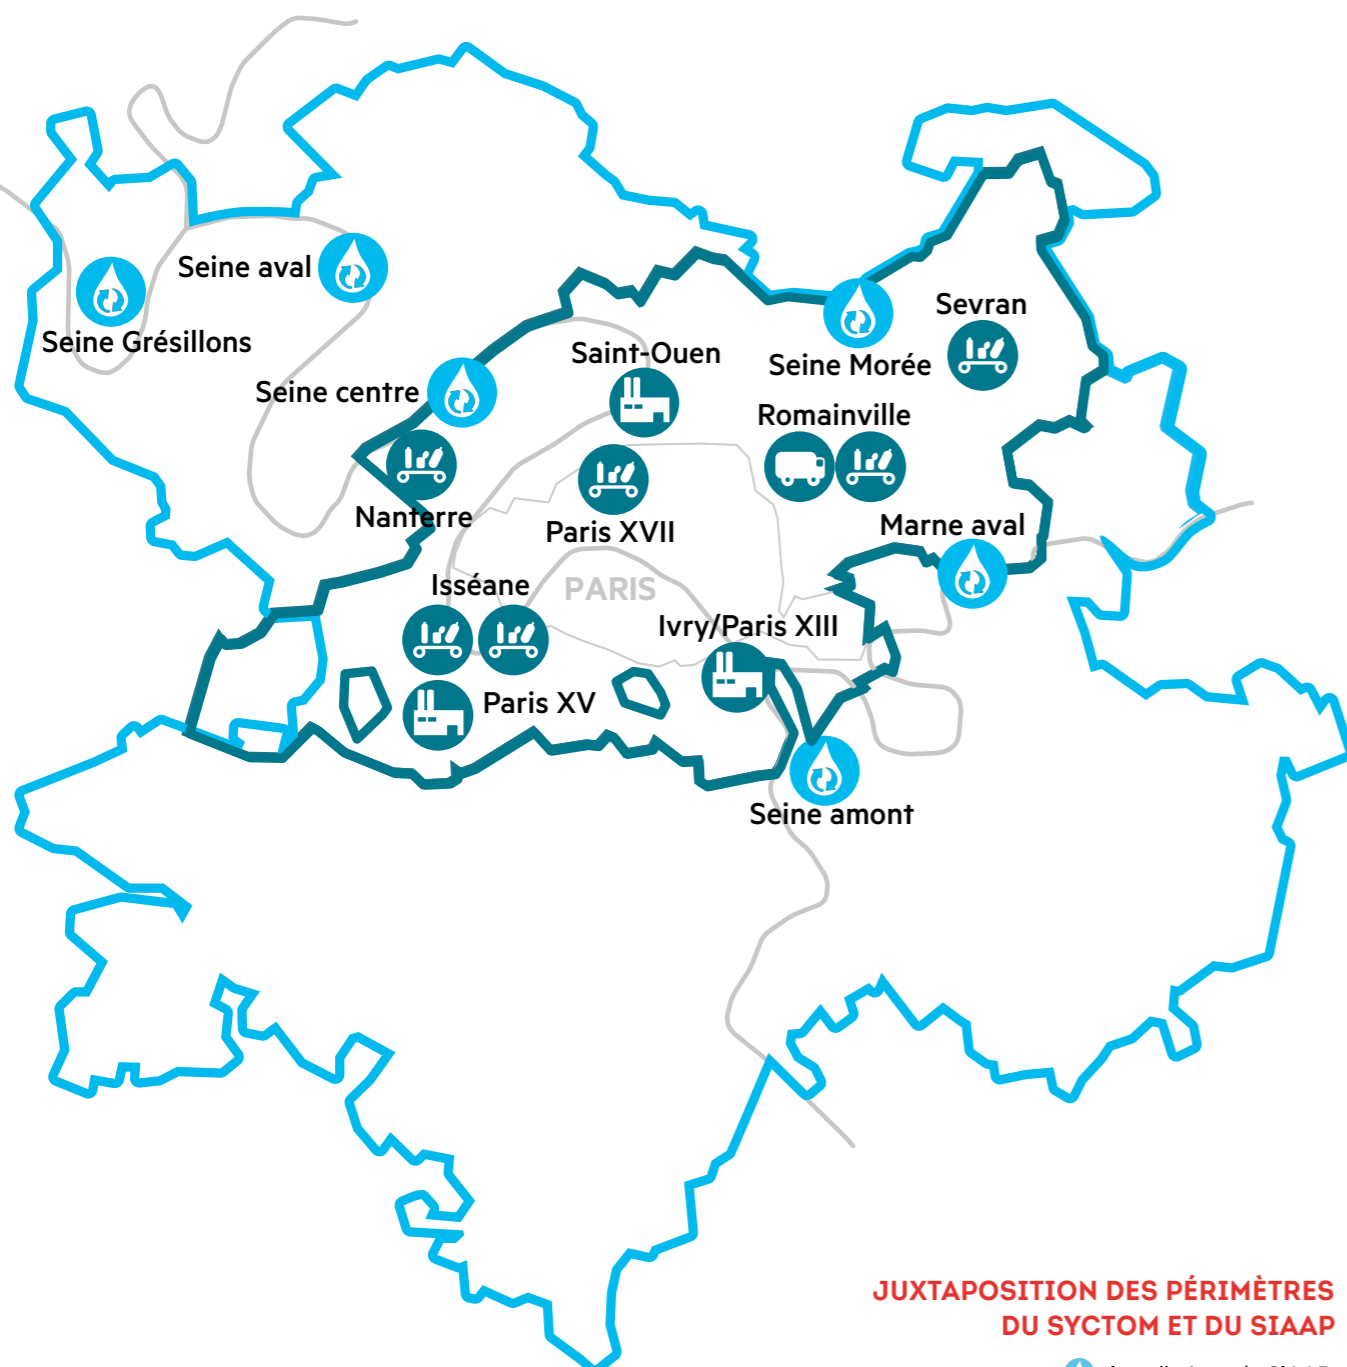 Seine aval
Seine Grésillons
Sevran
Saint-Ouen
Seine Morée
Seine centre
Romainville
Nanterre
Paris XVII
Marne aval
Isséane
PARIS
Ivry/Paris XIII
Paris XV
Seine amont
JUXTAPOSITION DES PÉRIMÈTRES
DU SYCTOM ET DU SIAAP